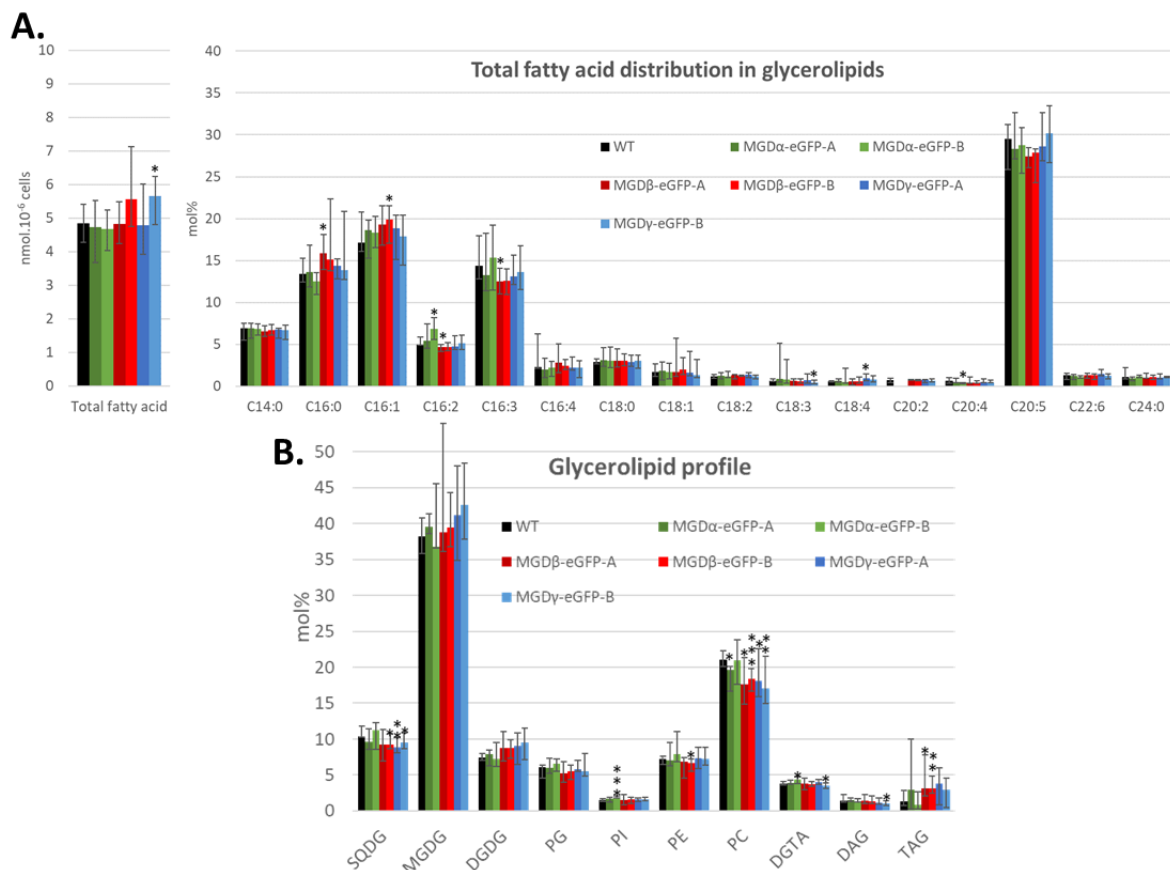 A.
10
9
8
7
6
5
4
3
2
1
0
nmol.10⁻⁶ cells
*
Total fatty acid
Total fatty acid distribution in glycerolipids
40
35
30
25
20
15
10
5
0
mol%
WT MGDα-eGFP-A MGDα-eGFP-B
MGDβ-eGFP-A MGDβ-eGFP-B MGDγ-eGFP-A
MGDγ-eGFP-B
* * * * * * * *
C14:0 C16:0 C16:1 C16:2 C16:3 C16:4 C18:0 C18:1 C18:2 C18:3 C18:4 C20:2 C20:4 C20:5 C22:6 C24:0
B.
Glycerolipid profile
50
45
40
35
30
25
20
15
10
5
0
mol%
WT MGDα-eGFP-A MGDα-eGFP-B
MGDβ-eGFP-A MGDβ-eGFP-B MGDγ-eGFP-A
MGDγ-eGFP-B
SQDG MGDG DGDG PG PI PE PC DGTA DAG TAG